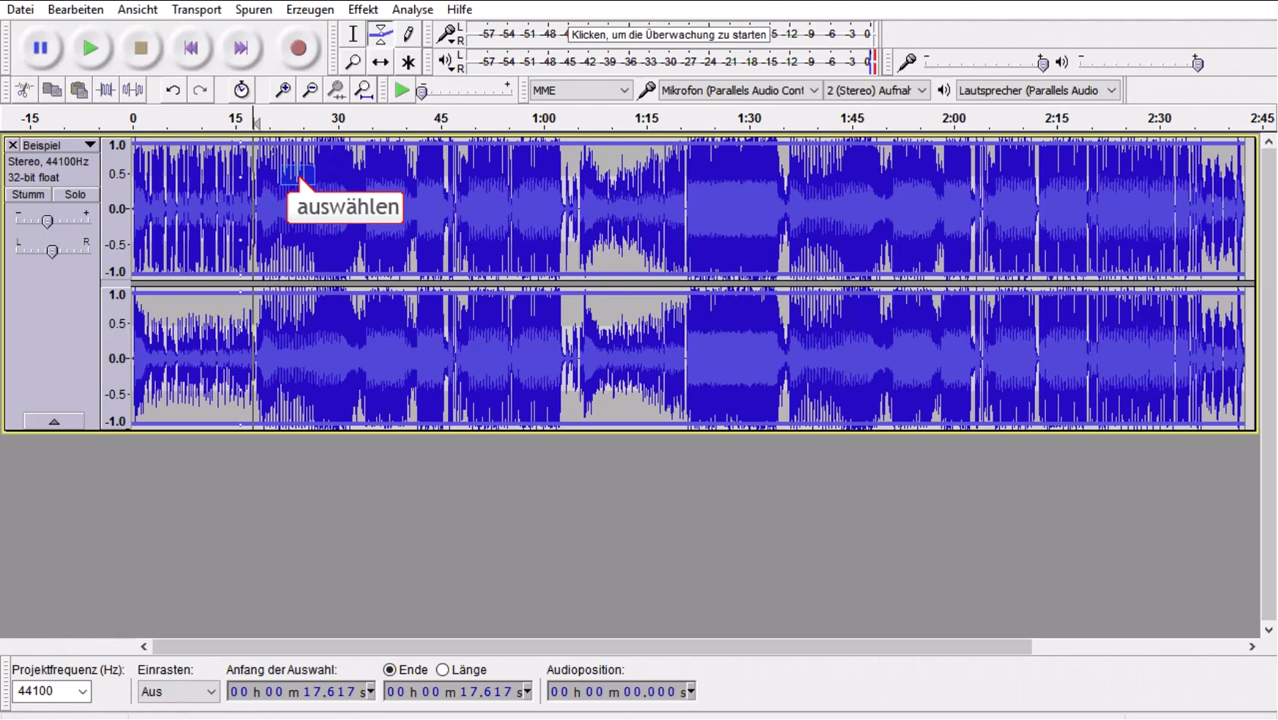 Datei Bearbeiten Ansicht Transport Spuren Erzeugen Effekt Analyse Hilfe
L
R
-57 -54 -51 -48 -4 Klicken, um die Überwachung zu starten 5 -12 -9 -6 -3 0
L
R
-57 -54 -51 -48 -45 -42 -39 -36 -33 -30 -27 -24 -21 -18 -15 -12 -9 -6 -3 0
- +
- +
- +
MME
Mikrofon (Parallels Audio Cont
2 (Stereo) Aufnah
Lautsprecher (Parallels Audio
-15 0 15 30 45 1:00 1:15 1:30 1:45 2:00 2:15 2:30 2:45
Beispiel
Stereo, 44100Hz
32-bit float
Stumm Solo
- +
L R
1.0
0.5-
0.0-
-0.5-
-1.0
auswählen
1.0
0.5-
0.0-
-0.5-
-1.0
Projektfrequenz (Hz): Einrasten: Anfang der Auswahl: Ende Länge Audioposition:
44100 Aus 00 h 00 m 17.617 s 00 h 00 m 17.617 s 00 h 00 m 00.000 s